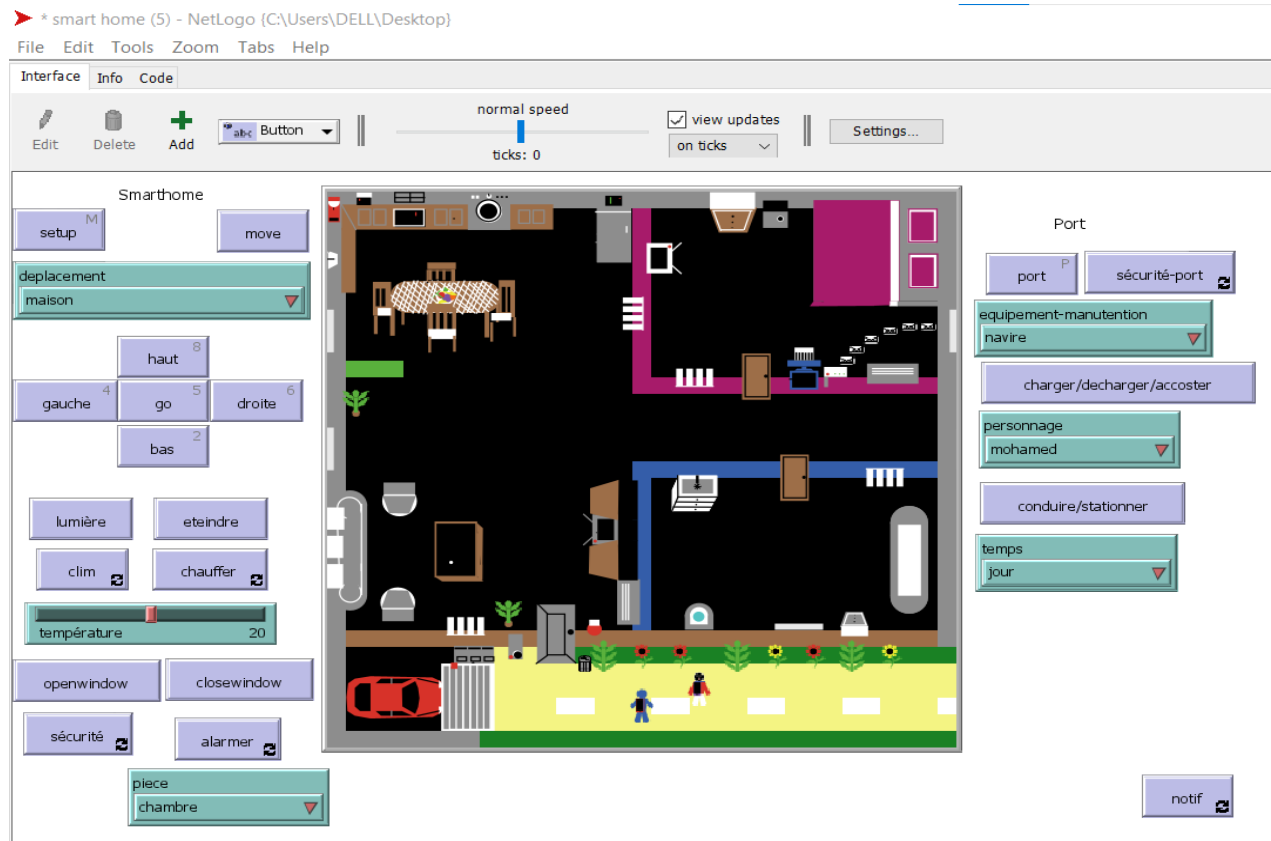 * smart home (5) - NetLogo {C:\Users\DELL\Desktop}
File Edit Tools Zoom Tabs Help
Interface Info Code
Edit
Delete
Add
abc Button
normal speed
ticks: 0
view updates
on ticks
Settings...
Smarthome
setup M
move
deplacement
maison
haut 8
gauche 4
go 5
droite 6
bas 2
lumière
eteindre
clim
chauffer
température 20
openwindow
closewindow
sécurité
alarmer
piece
chambre
Port
port P
sécurité-port
equipement-manutention
navire
charger/decharger/accoster
personnage
mohamed
conduire/stationner
temps
jour
notif